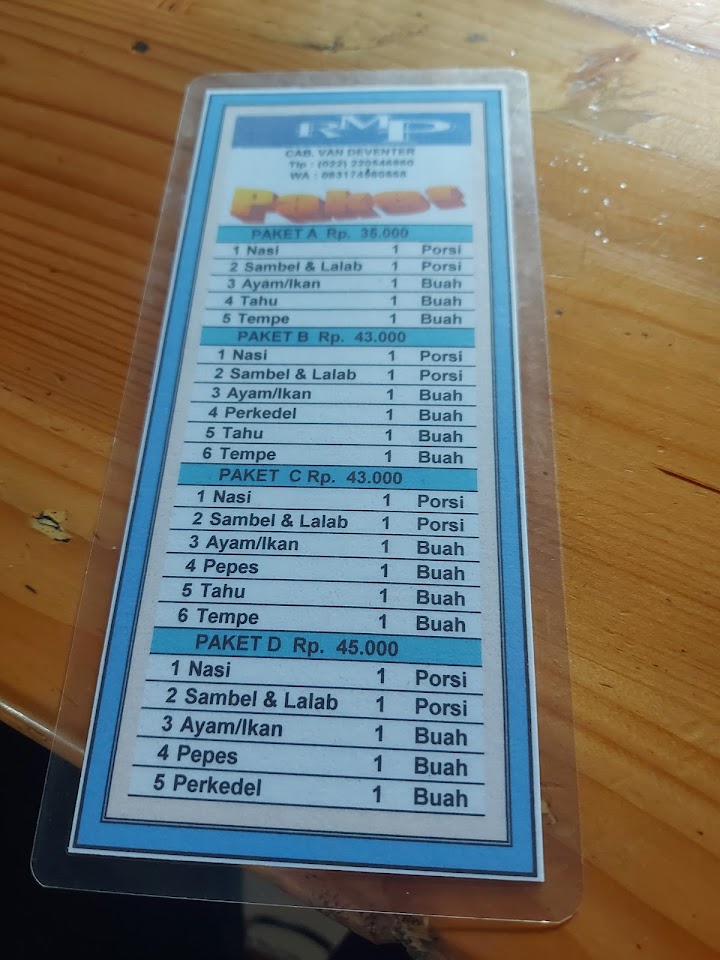 RMP
CAB. VAN DEVENTER
Tlp : (022)
WA :
Paket
PAKET A Rp. 35.000
1 Nasi 1 Porsi
2 Sambel & Lalab 1 Porsi
3 Ayam/Ikan 1 Buah
4 Tahu 1 Buah
5 Tempe 1 Buah
PAKET B Rp. 43.000
1 Nasi 1 Porsi
2 Sambel & Lalab 1 Porsi
3 Ayam/Ikan 1 Buah
4 Perkedel 1 Buah
5 Tahu 1 Buah
6 Tempe 1 Buah
PAKET C Rp. 43.000
1 Nasi 1 Porsi
2 Sambel & Lalab 1 Porsi
3 Ayam/Ikan 1 Buah
4 Pepes 1 Buah
5 Tahu 1 Buah
6 Tempe 1 Buah
PAKET D Rp. 45.000
1 Nasi 1 Porsi
2 Sambel & Lalab 1 Porsi
3 Ayam/Ikan 1 Buah
4 Pepes 1 Buah
5 Perkedel 1 Buah